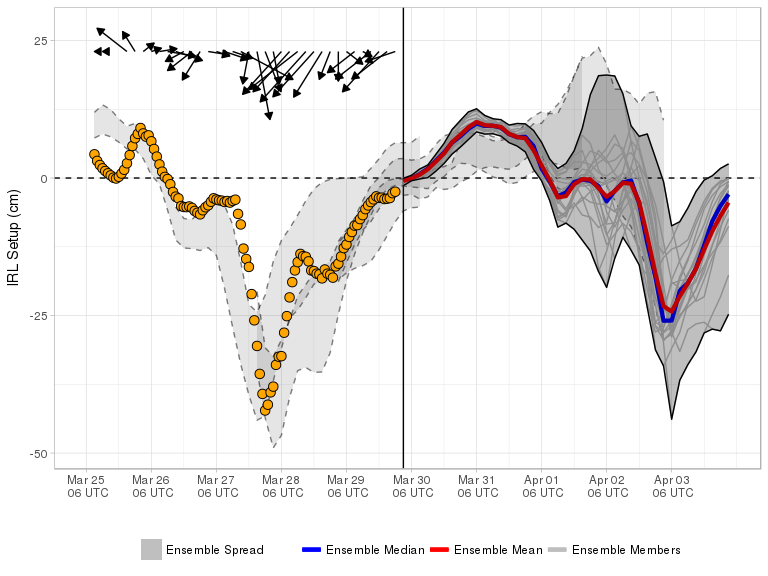 25
0
-25
-50
IRL Setup (cm)
Mar 25 Mar 26 Mar 27 Mar 28 Mar 29 Mar 30 Mar 31 Apr 01 Apr 02 Apr 03
06 UTC 06 UTC 06 UTC 06 UTC 06 UTC 06 UTC 06 UTC 06 UTC 06 UTC 06 UTC
Ensemble Spread Ensemble Median Ensemble Mean Ensemble Members